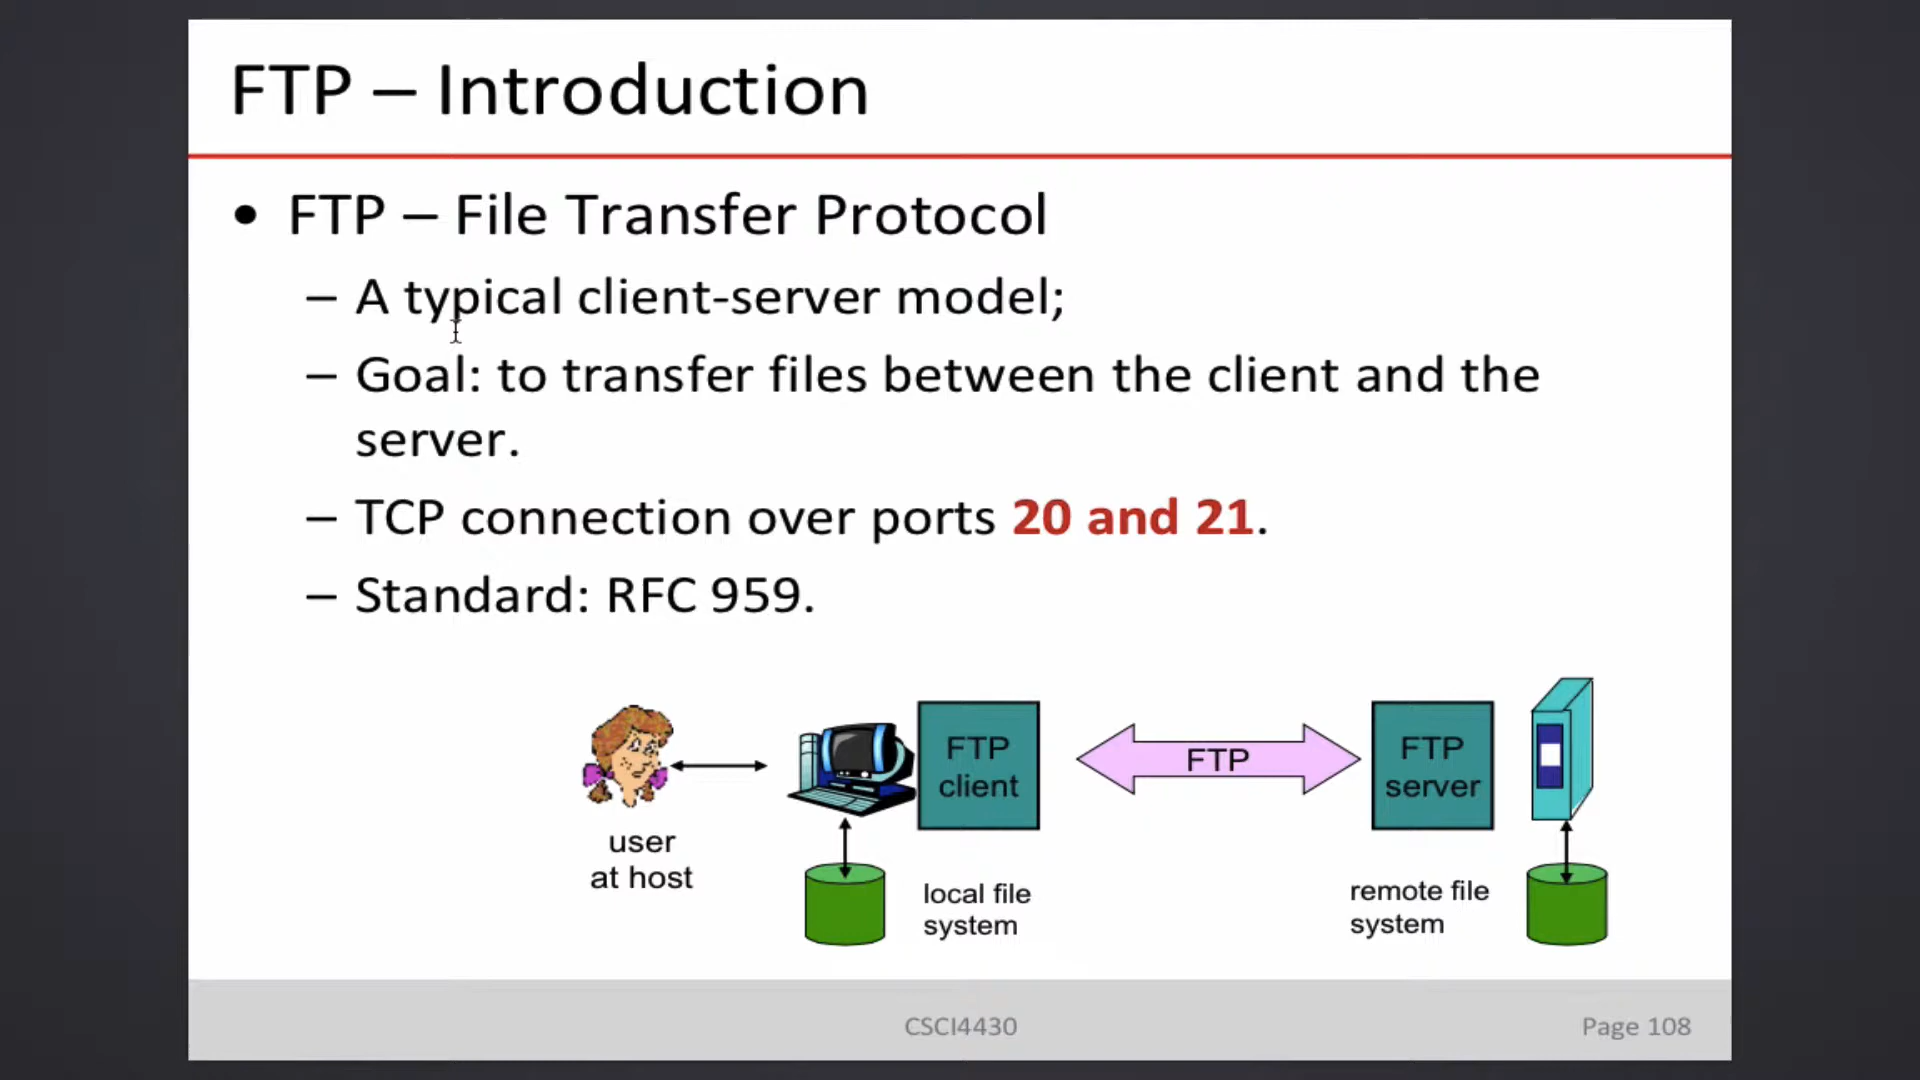 FTP – Introduction
• FTP – File Transfer Protocol
– A typical client-server model;
– Goal: to transfer files between the client and the
server.
– TCP connection over ports 20 and 21.
– Standard: RFC 959.
FTP
client
FTP
FTP
server
user
at host
local file
system
remote file
system
CSCI4430
Page 108